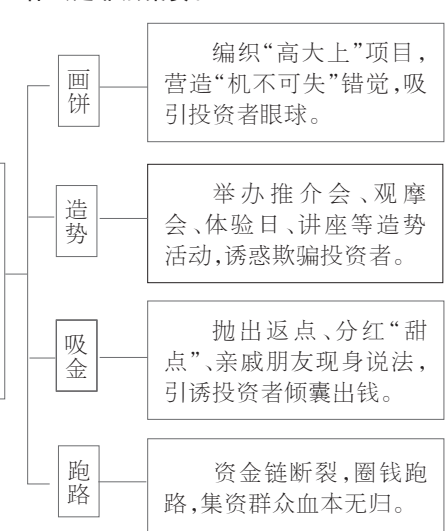 画饼
编织“高大上”项目，
营造“机不可失”错觉，吸
引投资者眼球。
造势
举办推介会、观摩
会、体验日、讲座等造势
活动，诱惑欺骗投资者。
吸金
抛出返点、分红“甜
点”、亲戚朋友现身说法，
引诱投资者倾囊出钱。
跑路
资金链断裂，圈钱跑
路，集资群众血本无归。